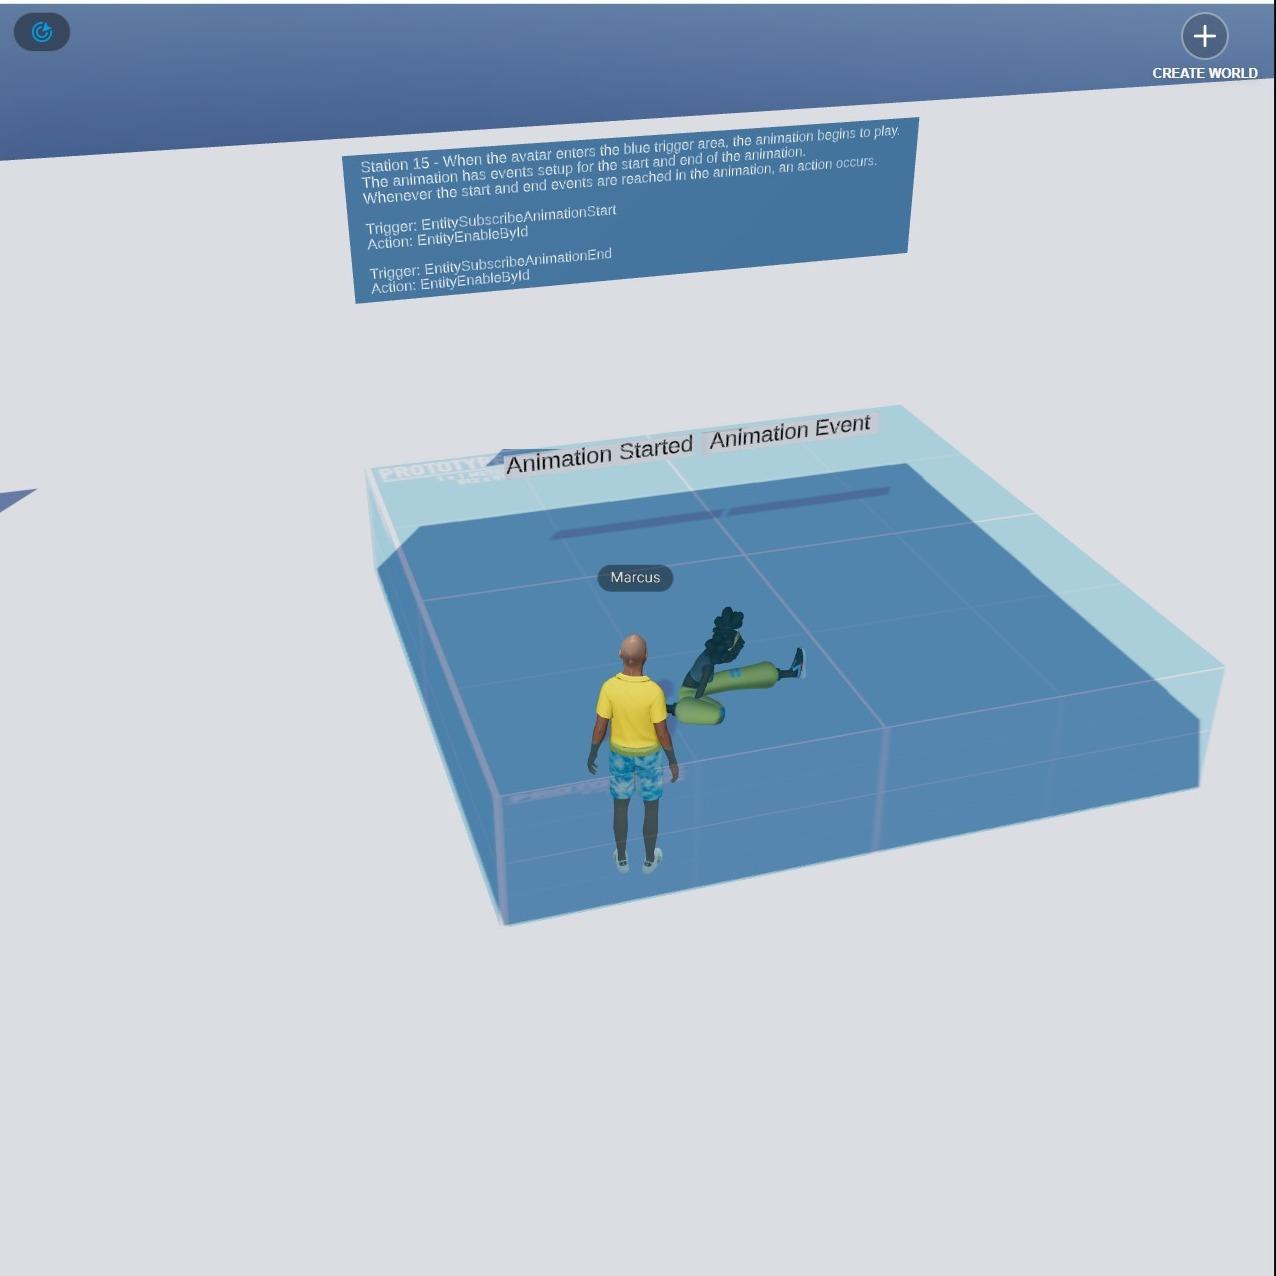 CREATE WORLD
Station 15 - When the avatar enters the blue trigger area, the animation begins to play.
The animation has events setup for the start and end of the animation.
Whenever the start and end events are reached in the animation, an action occurs.
Trigger: EntitySubscribeAnimationStart
Action: EntityEnableById
Trigger: EntitySubscribeAnimationEnd
Action: EntityEnableById
Animation Started Animation Event
Marcus